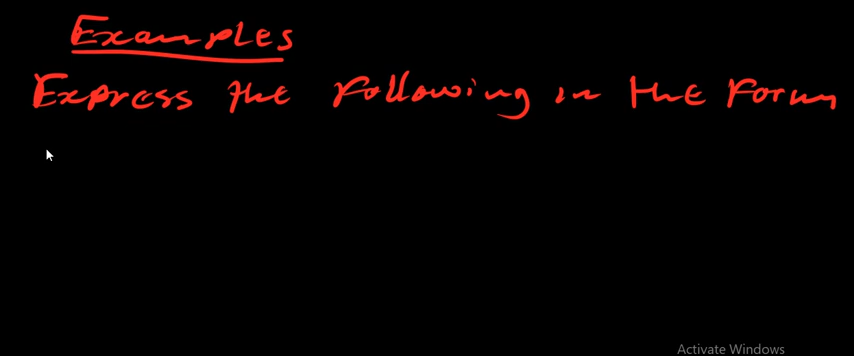 Examples
Express the following in the form
Activate Windows